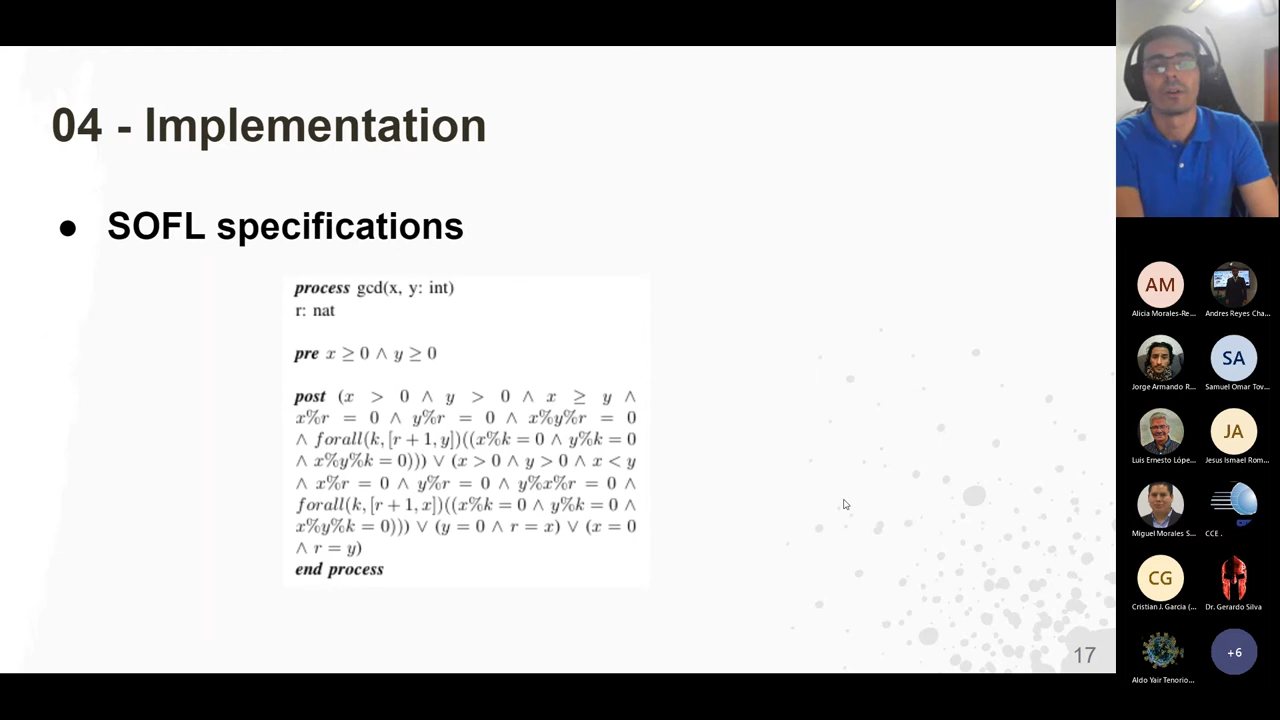 04 - Implementation
● SOFL specifications
process gcd(x, y: int)
r: nat
pre x ≥ 0 ∧ y ≥ 0
post (x > 0 ∧ y > 0 ∧ x ≥ y ∧
x%r = 0 ∧ y%r = 0 ∧ x%y%r = 0
∧ forall(k, [r + 1, y])((x%k = 0 ∧ y%k = 0
∧ x%y%k = 0))) ∨ (x > 0 ∧ y > 0 ∧ x < y
∧ x%r = 0 ∧ y%r = 0 ∧ y%x%r = 0 ∧
forall(k, [r + 1, x])((x%k = 0 ∧ y%k = 0 ∧
x%y%k = 0))) ∨ (y = 0 ∧ r = x) ∨ (x = 0
∧ r = y)
end process
17
AM
Alicia Morales-Re...
Andres Reyes Cha...
Jorge Armando R...
SA
Samuel Omar Tov...
Luis Ernesto Lópe...
JA
Jesus Ismael Rom...
Miguel Morales S...
CCE .
CG
Cristian J. Garcia (...
Dr. Gerardo Silva
Aldo Yair Tenorio...
+6